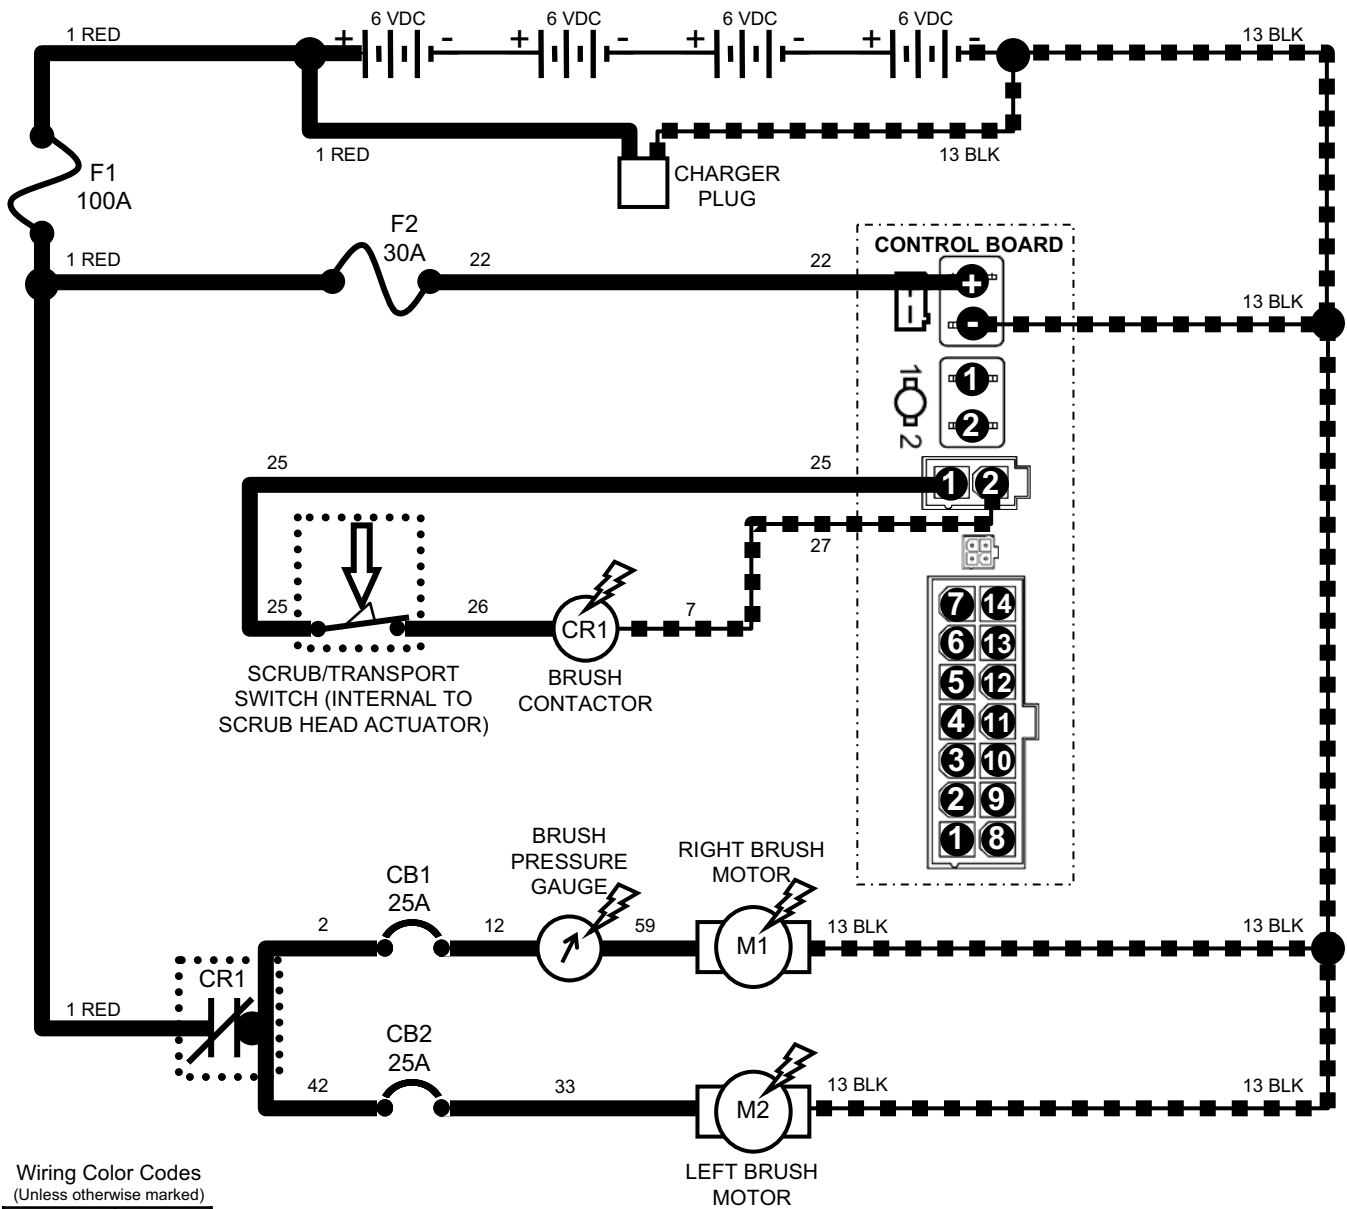 6 VDC 6 VDC 6 VDC 6 VDC
1 RED + - + - + - + - 13 BLK
1 RED 13 BLK
CHARGER
PLUG
F1
100A
F2
30A
1 RED 22 22
CONTROL BOARD
+
-
13 BLK
1
2
1
2
25 25
1 2
27
25 26 7
CR1
SCRUB/TRANSPORT
SWITCH (INTERNAL TO
SCRUB HEAD ACTUATOR)
BRUSH
CONTACTOR
7 14
6 13
5 12
4 11
3 10
2 9
1 8
BRUSH
PRESSURE
GAUGE
RIGHT BRUSH
MOTOR
CB1
25A
2 12 59 13 BLK 13 BLK
M1
CR1
1 RED
CB2
25A
42 33 13 BLK 13 BLK
M2
LEFT BRUSH
MOTOR
Wiring Color Codes
(Unless otherwise marked)